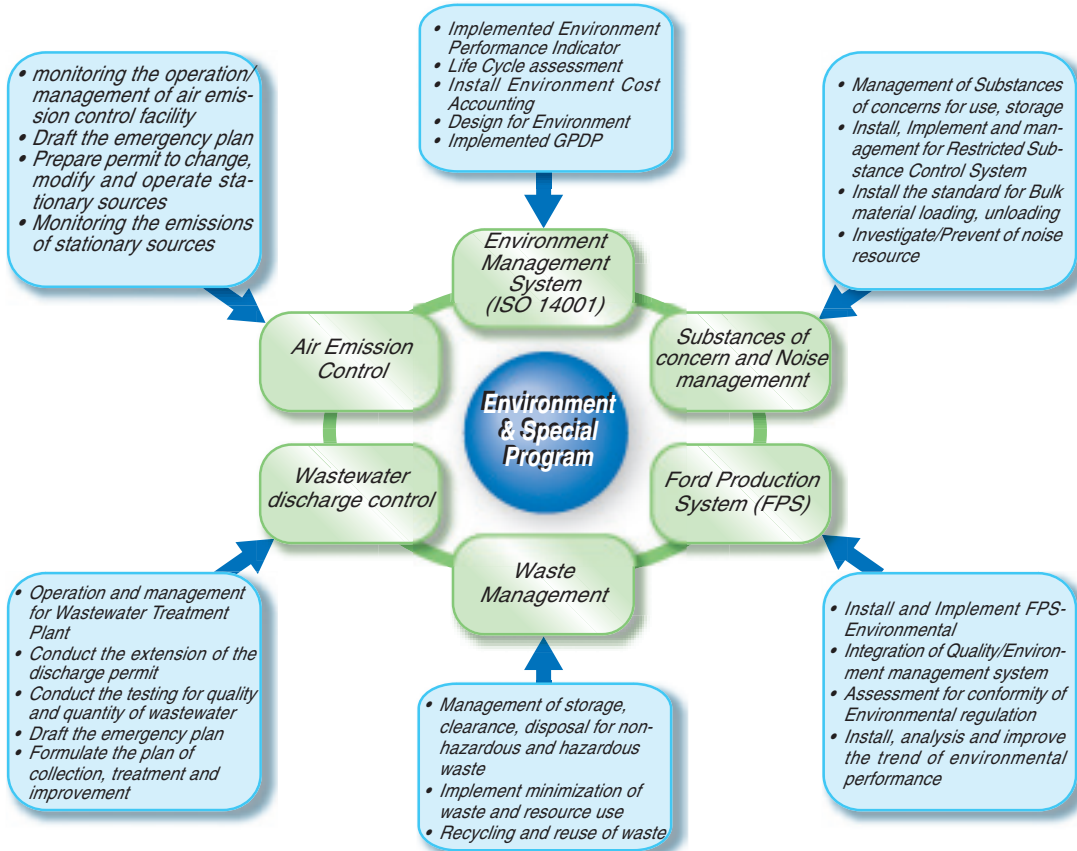 • Implemented Environment
Performance Indicator
• Life Cycle assessment
• Install Environment Cost
Accounting
• Design for Environment
• Implemented GPDP
• monitoring the operation/
management of air emis-
sion control facility
• Draft the emergency plan
• Prepare permit to change,
modify and operate sta-
tionary sources
• Monitoring the emissions
of stationary sources
• Management of Substances
of concerns for use, storage
• Install, Implement and man-
agement for Restricted Sub-
stance Control System
• Install the standard for Bulk
material loading, unloading
• Investigate/Prevent of noise
resource
Environment
Management
System
(ISO 14001)
Air Emission
Control
Substances of
concern and Noise
managemennt
Environment
& Special
Program
Wastewater
discharge control
Ford Production
System (FPS)
Waste
Management
• Operation and management
for Wastewater Treatment
Plant
• Conduct the extension of the
discharge permit
• Conduct the testing for quality
and quantity of wastewater
• Draft the emergency plan
• Formulate the plan of
collection, treatment and
improvement
• Management of storage,
clearance, disposal for non-
hazardous and hazardous
waste
• Implement minimization of
waste and resource use
• Recycling and reuse of waste
• Install and Implement FPS-
Environmental
• Integration of Quality/Environ-
ment management system
• Assessment for conformity of
Environmental regulation
• Install, analysis and improve
the trend of environmental
performance